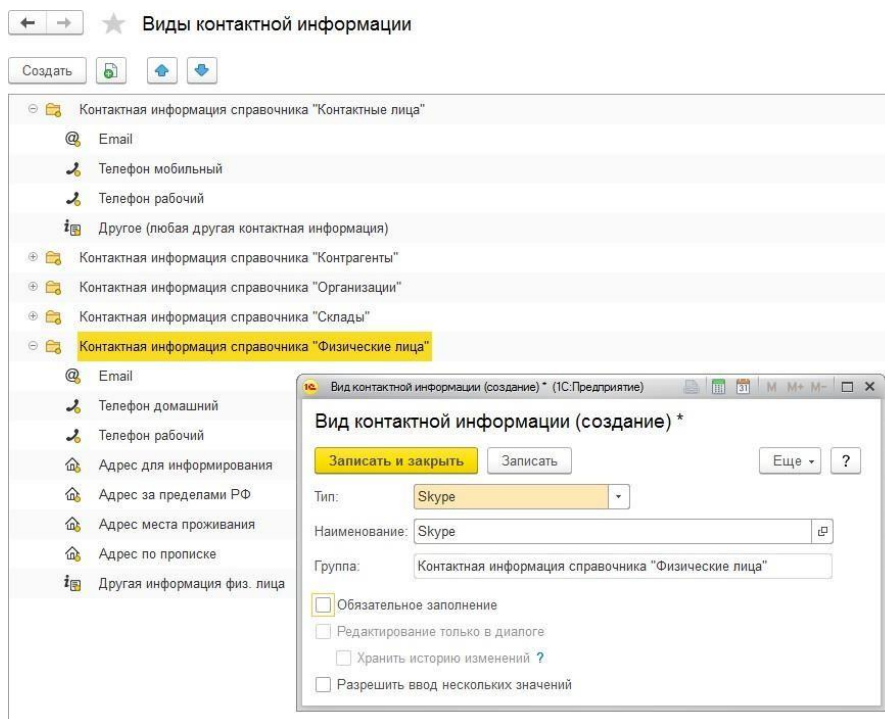 Виды контактной информации
Создать
Контактная информация справочника "Контактные лица"
Email
Телефон мобильный
Телефон рабочий
Другое (любая другая контактная информация)
Контактная информация справочника "Контрагенты"
Контактная информация справочника "Организации"
Контактная информация справочника "Склады"
Контактная информация справочника "Физические лица"
Email
Телефон домашний
Телефон рабочий
Адрес для информирования
Адрес за пределами РФ
Адрес места проживания
Адрес по прописке
Другая информация физ. лица
1С Вид контактной информации (создание) * (1С:Предприятие) 31 M M+ M-
Вид контактной информации (создание) *
Записать и закрыть Записать Еще ?
Тип: Skype
Наименование: Skype
Группа: Контактная информация справочника "Физические лица"
Обязательное заполнение
Редактирование только в диалоге
Хранить историю изменений ?
Разрешить ввод нескольких значений